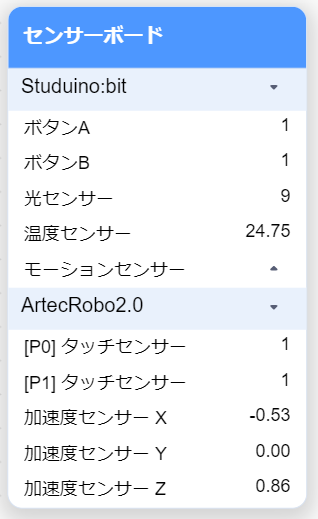 センサーボード
Studuino:bit
ボタンA 1
ボタンB 1
光センサー 9
温度センサー 24.75
モーションセンサー
ArtecRobo2.0
[P0] タッチセンサー 1
[P1] タッチセンサー 1
加速度センサー X -0.53
加速度センサー Y 0.00
加速度センサー Z 0.86